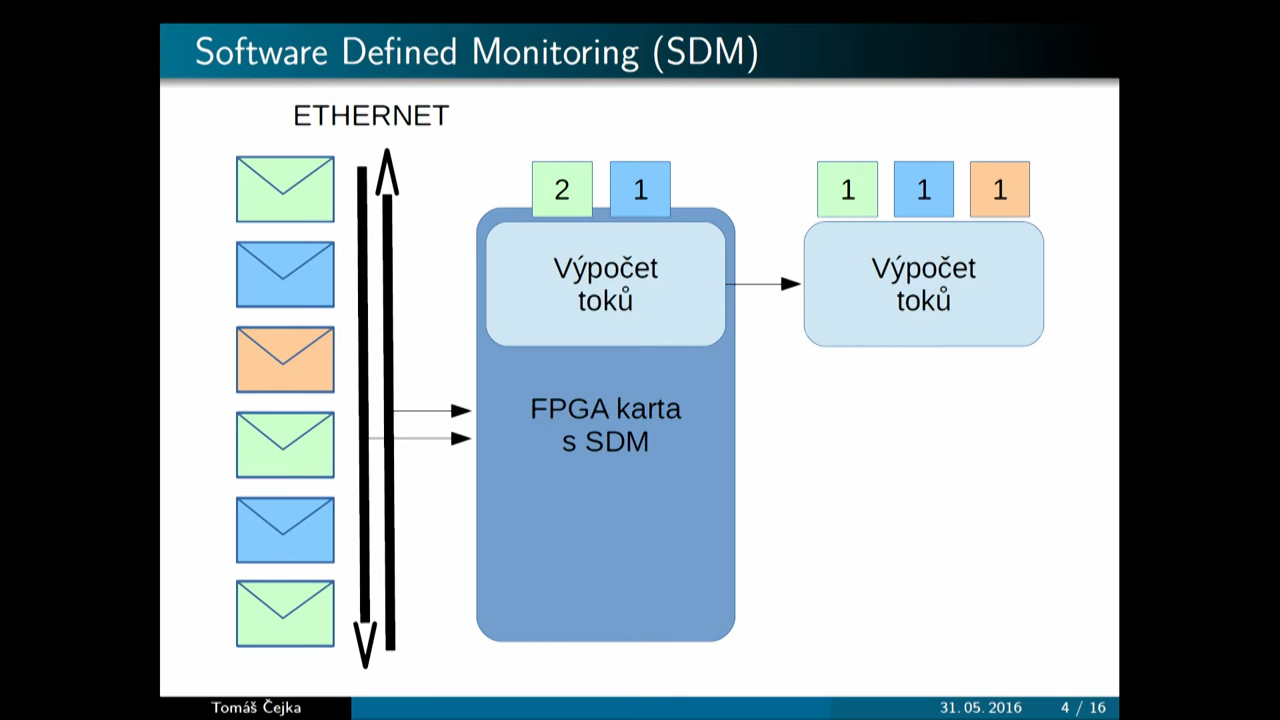 Software Defined Monitoring (SDM)
ETHERNET
2
1
1
1
1
Výpočet
toků
Výpočet
toků
FPGA karta
s SDM
Tomáš Čejka
31.05.2016
4 / 16